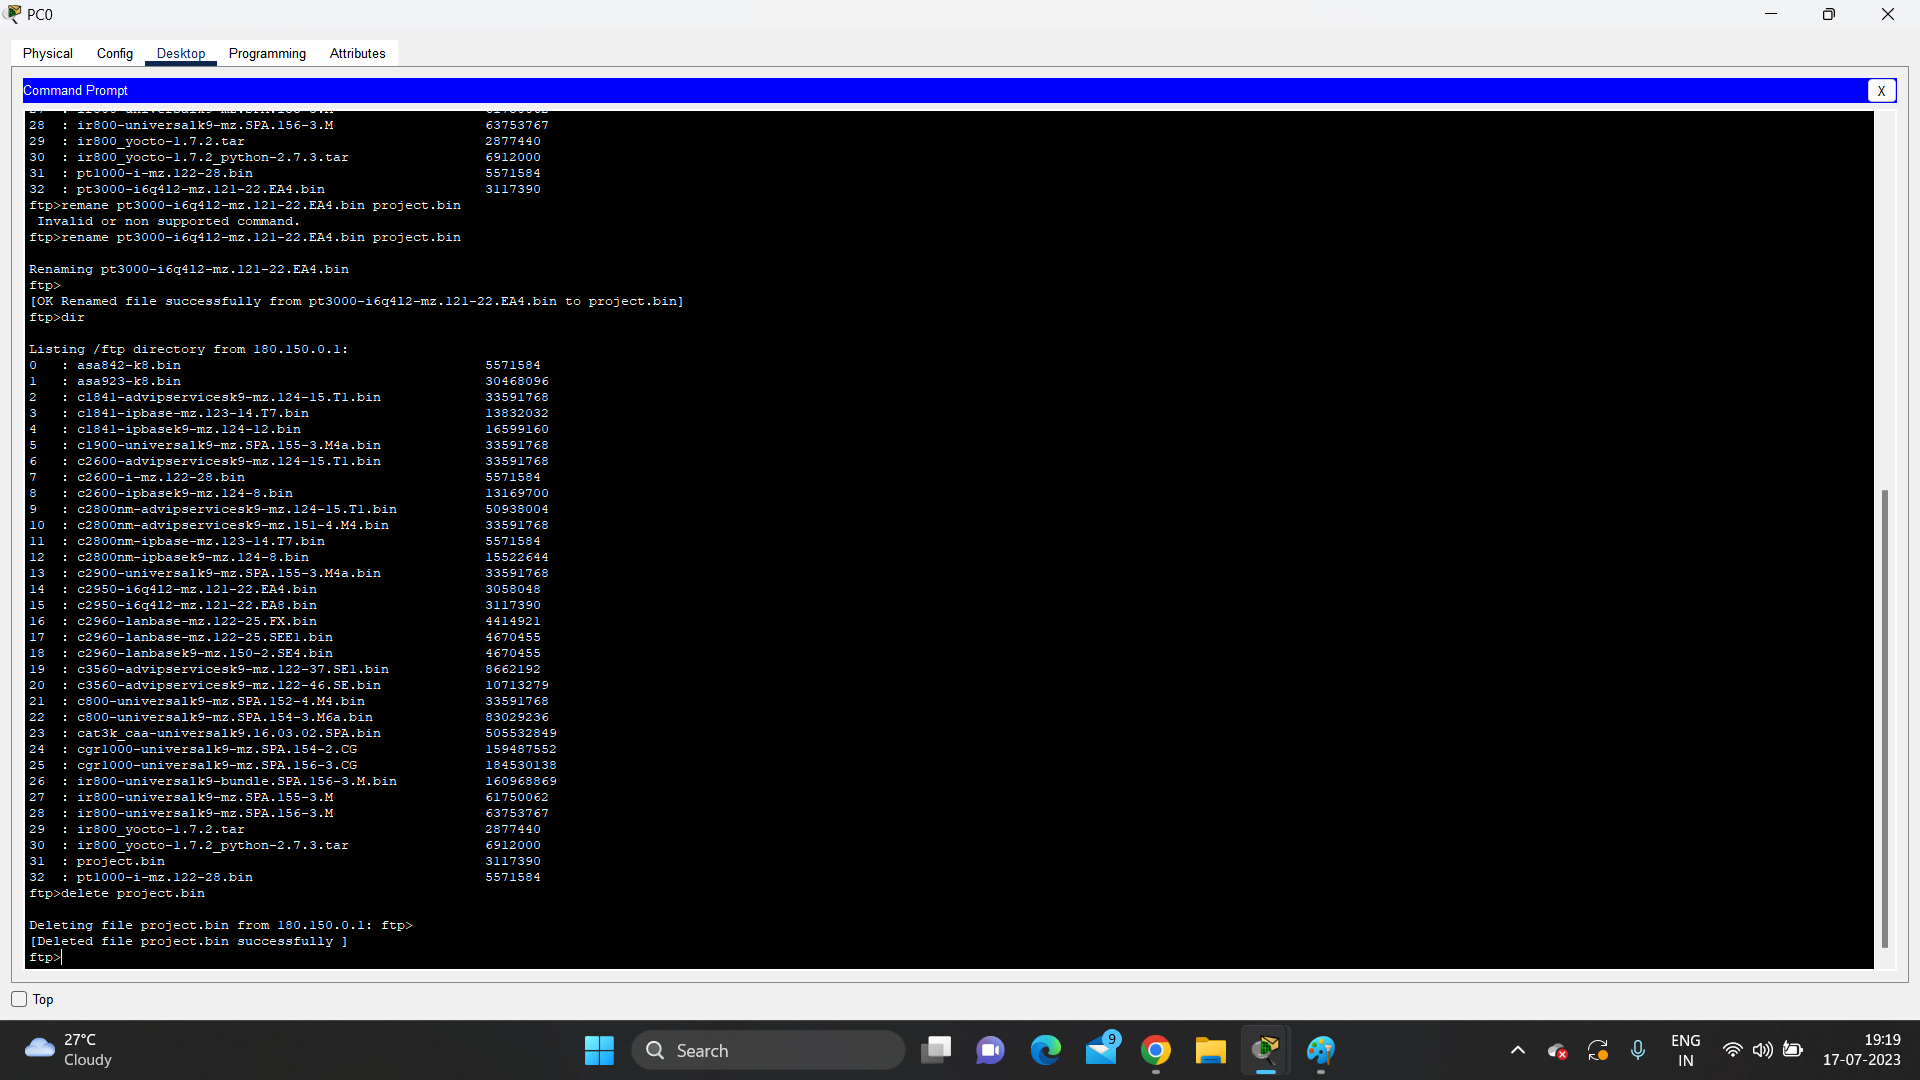 PC0
Physical Config Desktop Programming Attributes
Command Prompt X
28 : ir800-universalk9-mz.SPA.156-3.M 63753767
29 : ir800_yocto-1.7.2.tar 2877440
30 : ir800_yocto-1.7.2_python-2.7.3.tar 6912000
31 : pt1000-i-mz.122-28.bin 5571584
32 : pt3000-i6q4l2-mz.121-22.EA4.bin 3117390
ftp>remane pt3000-i6q4l2-mz.121-22.EA4.bin project.bin
Invalid or non supported command.
ftp>rename pt3000-i6q4l2-mz.121-22.EA4.bin project.bin
Renaming pt3000-i6q4l2-mz.121-22.EA4.bin
ftp>
[OK Renamed file successfully from pt3000-i6q4l2-mz.121-22.EA4.bin to project.bin]
ftp>dir
Listing /ftp directory from 180.150.0.1:
0 : asa842-k8.bin 5571584
1 : asa923-k8.bin 30468096
2 : c1841-advipservicesk9-mz.124-15.T1.bin 33591768
3 : c1841-ipbase-mz.123-14.T7.bin 13832032
4 : c1841-ipbasek9-mz.124-12.bin 16599160
5 : c1900-universalk9-mz.SPA.155-3.M4a.bin 33591768
6 : c2600-advipservicesk9-mz.124-15.T1.bin 33591768
7 : c2600-i-mz.122-28.bin 5571584
8 : c2600-ipbasek9-mz.124-8.bin 13169700
9 : c2800nm-advipservicesk9-mz.124-15.T1.bin 50938004
10 : c2800nm-advipservicesk9-mz.151-4.M4.bin 33591768
11 : c2800nm-ipbase-mz.123-14.T7.bin 5571584
12 : c2800nm-ipbasek9-mz.124-8.bin 15522644
13 : c2900-universalk9-mz.SPA.155-3.M4a.bin 33591768
14 : c2950-i6q4l2-mz.121-22.EA4.bin 3058048
15 : c2950-i6q4l2-mz.121-22.EA8.bin 3117390
16 : c2960-lanbase-mz.122-25.FX.bin 4414921
17 : c2960-lanbase-mz.122-25.SEE1.bin 4670455
18 : c2960-lanbasek9-mz.150-2.SE4.bin 4670455
19 : c3560-advipservicesk9-mz.122-37.SE1.bin 8662192
20 : c3560-advipservicesk9-mz.122-46.SE.bin 10713279
21 : c800-universalk9-mz.SPA.152-4.M4.bin 33591768
22 : c800-universalk9-mz.SPA.154-3.M6a.bin 83029236
23 : cat3k_caa-universalk9.16.03.02.SPA.bin 505532849
24 : cgr1000-universalk9-mz.SPA.154-2.CG 159487552
25 : cgr1000-universalk9-mz.SPA.156-3.CG 184530138
26 : ir800-universalk9-bundle.SPA.156-3.M.bin 160968869
27 : ir800-universalk9-mz.SPA.155-3.M 61750062
28 : ir800-universalk9-mz.SPA.156-3.M 63753767
29 : ir800_yocto-1.7.2.tar 2877440
30 : ir800_yocto-1.7.2_python-2.7.3.tar 6912000
31 : project.bin 3117390
32 : pt1000-i-mz.122-28.bin 5571584
ftp>delete project.bin
Deleting file project.bin from 180.150.0.1: ftp>
[Deleted file project.bin successfully ]
ftp>
Top
27°C
Cloudy
Search
9
ENG
IN
19:19
17-07-2023